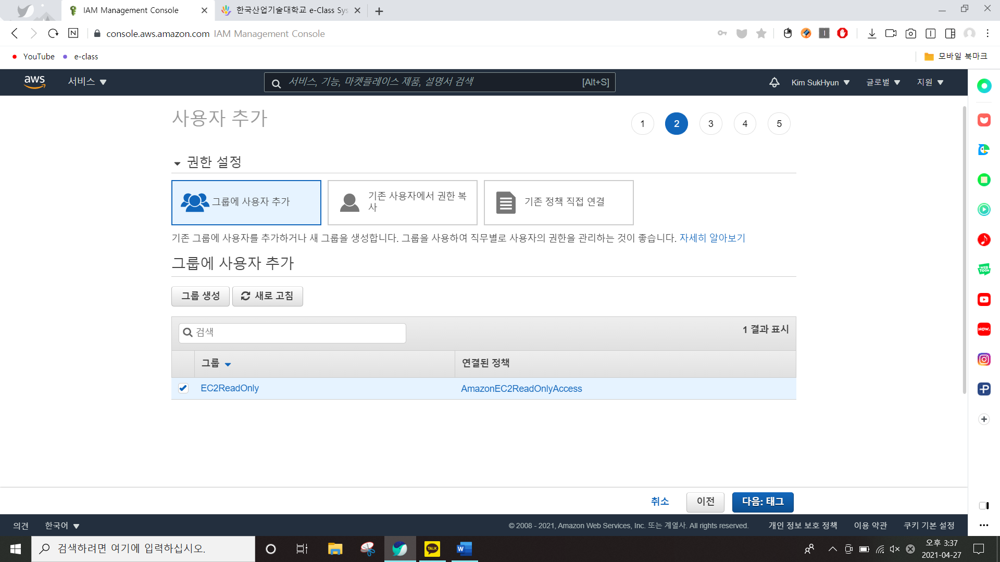 IAM Management Console
한국산업기술대학교 e-Class Sys
N
console.aws.amazon.com IAM Management Console
YouTube
e-class
모바일 북마크
aws
서비스
서비스, 기능, 마켓플레이스 제품, 설명서 검색
[Alt+S]
Kim SukHyun
글로벌
지원
사용자 추가
1
2
3
4
5
권한 설정
그룹에 사용자 추가
기존 사용자에서 권한 복
사
기존 정책 직접 연결
기존 그룹에 사용자를 추가하거나 새 그룹을 생성합니다. 그룹을 사용하여 직무별로 사용자의 권한을 관리하는 것이 좋습니다. 자세히 알아보기
그룹에 사용자 추가
그룹 생성
새로 고침
검색
1 결과 표시
그룹
연결된 정책
EC2ReadOnly
AmazonEC2ReadOnlyAccess
WEB
TOON
NOW.
취소
이전
다음: 태그
의견
한국어
© 2008 - 2021, Amazon Web Services, Inc. 또는 계열사. All rights reserved.
개인 정보 보호 정책
이용 약관
쿠키 기본 설정
검색하려면 여기에 입력하십시오.
TALK
W
오후 3:37
2021-04-27